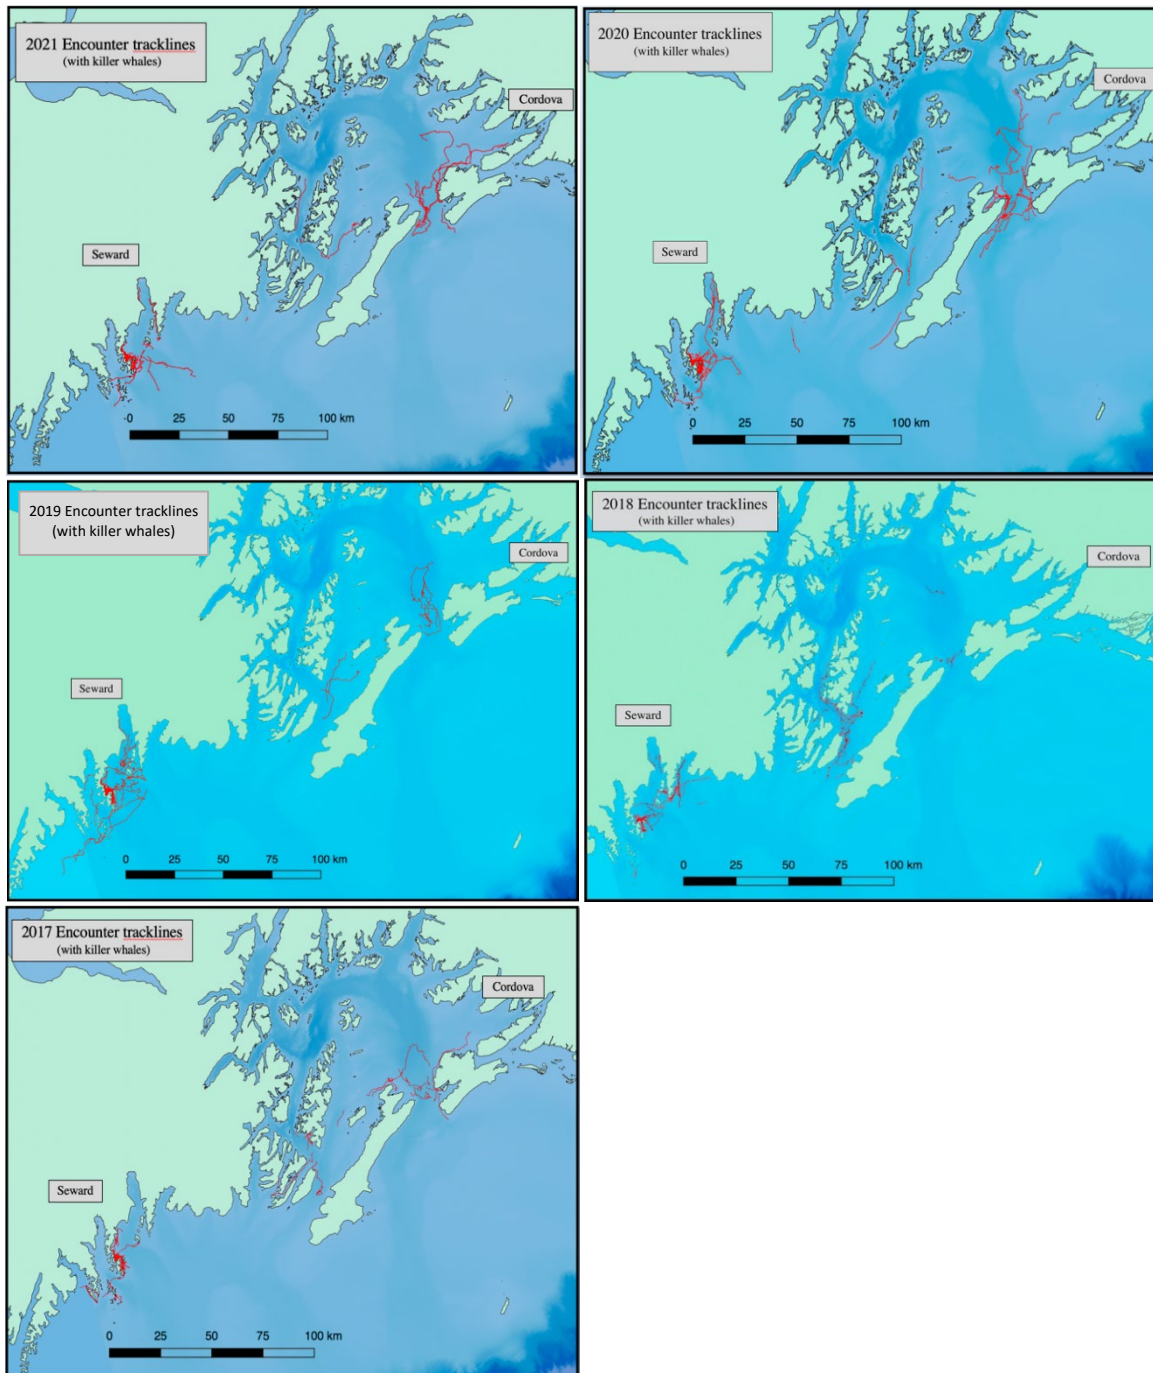 2021 Encounter tracklines
(with killer whales)
Cordova
Seward
0 25 50 75 100 km
2020 Encounter tracklines
(with killer whales)
Cordova
Seward
0 25 50 75 100 km
2019 Encounter tracklines
(with killer whales)
Cordova
Seward
0 25 50 75 100 km
2018 Encounter tracklines
(with killer whales)
Cordova
Seward
0 25 50 75 100 km
2017 Encounter tracklines
(with killer whales)
Cordova
Seward
0 25 50 75 100 km